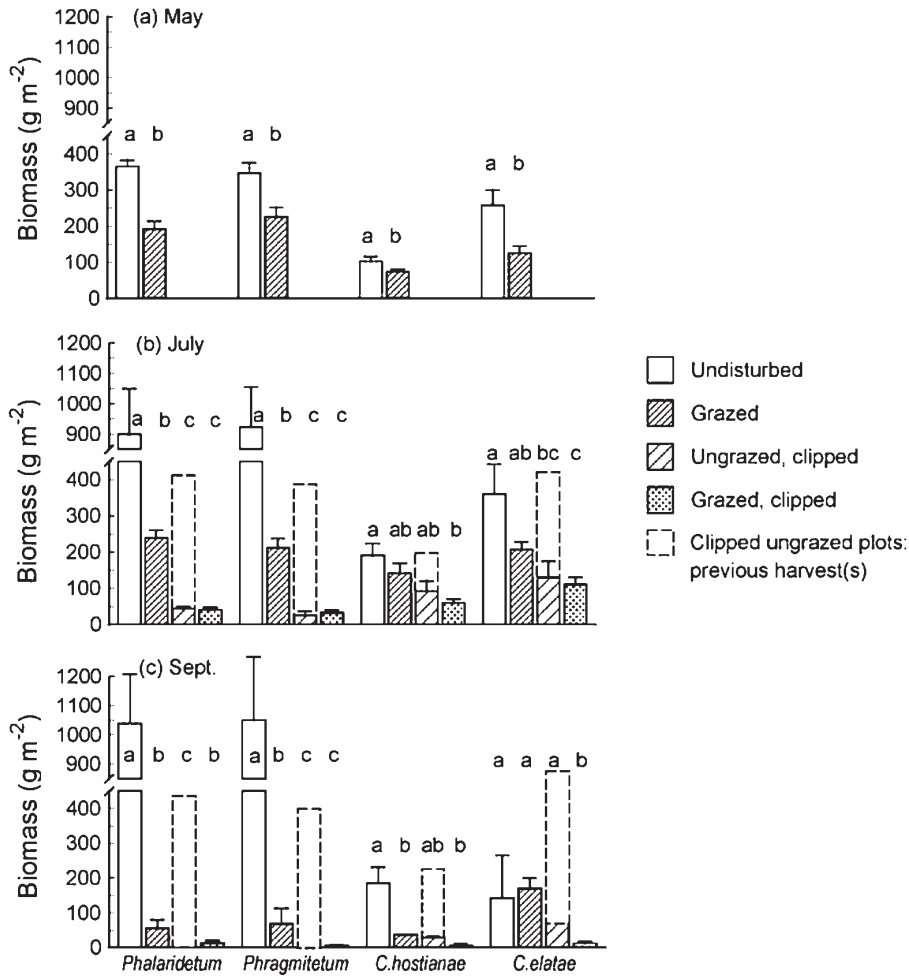 (a) May
1200
1100
1000
900
400
300
200
100
0
Biomass (g m⁻²)
a b a b a b a b
(b) July
1200
1100
1000
900
400
300
200
100
0
Biomass (g m⁻²)
a b c c a b c c a ab ab b a ab bc c
Undisturbed
Grazed
Ungrazed, clipped
Grazed, clipped
Clipped ungrazed plots:
previous harvest(s)
(c) Sept.
1200
1100
1000
900
400
300
200
100
0
Biomass (g m⁻²)
a b c b a b c c a b ab b a a a b
Phalaridetum Phragmitetum C.hostianae C.elatae